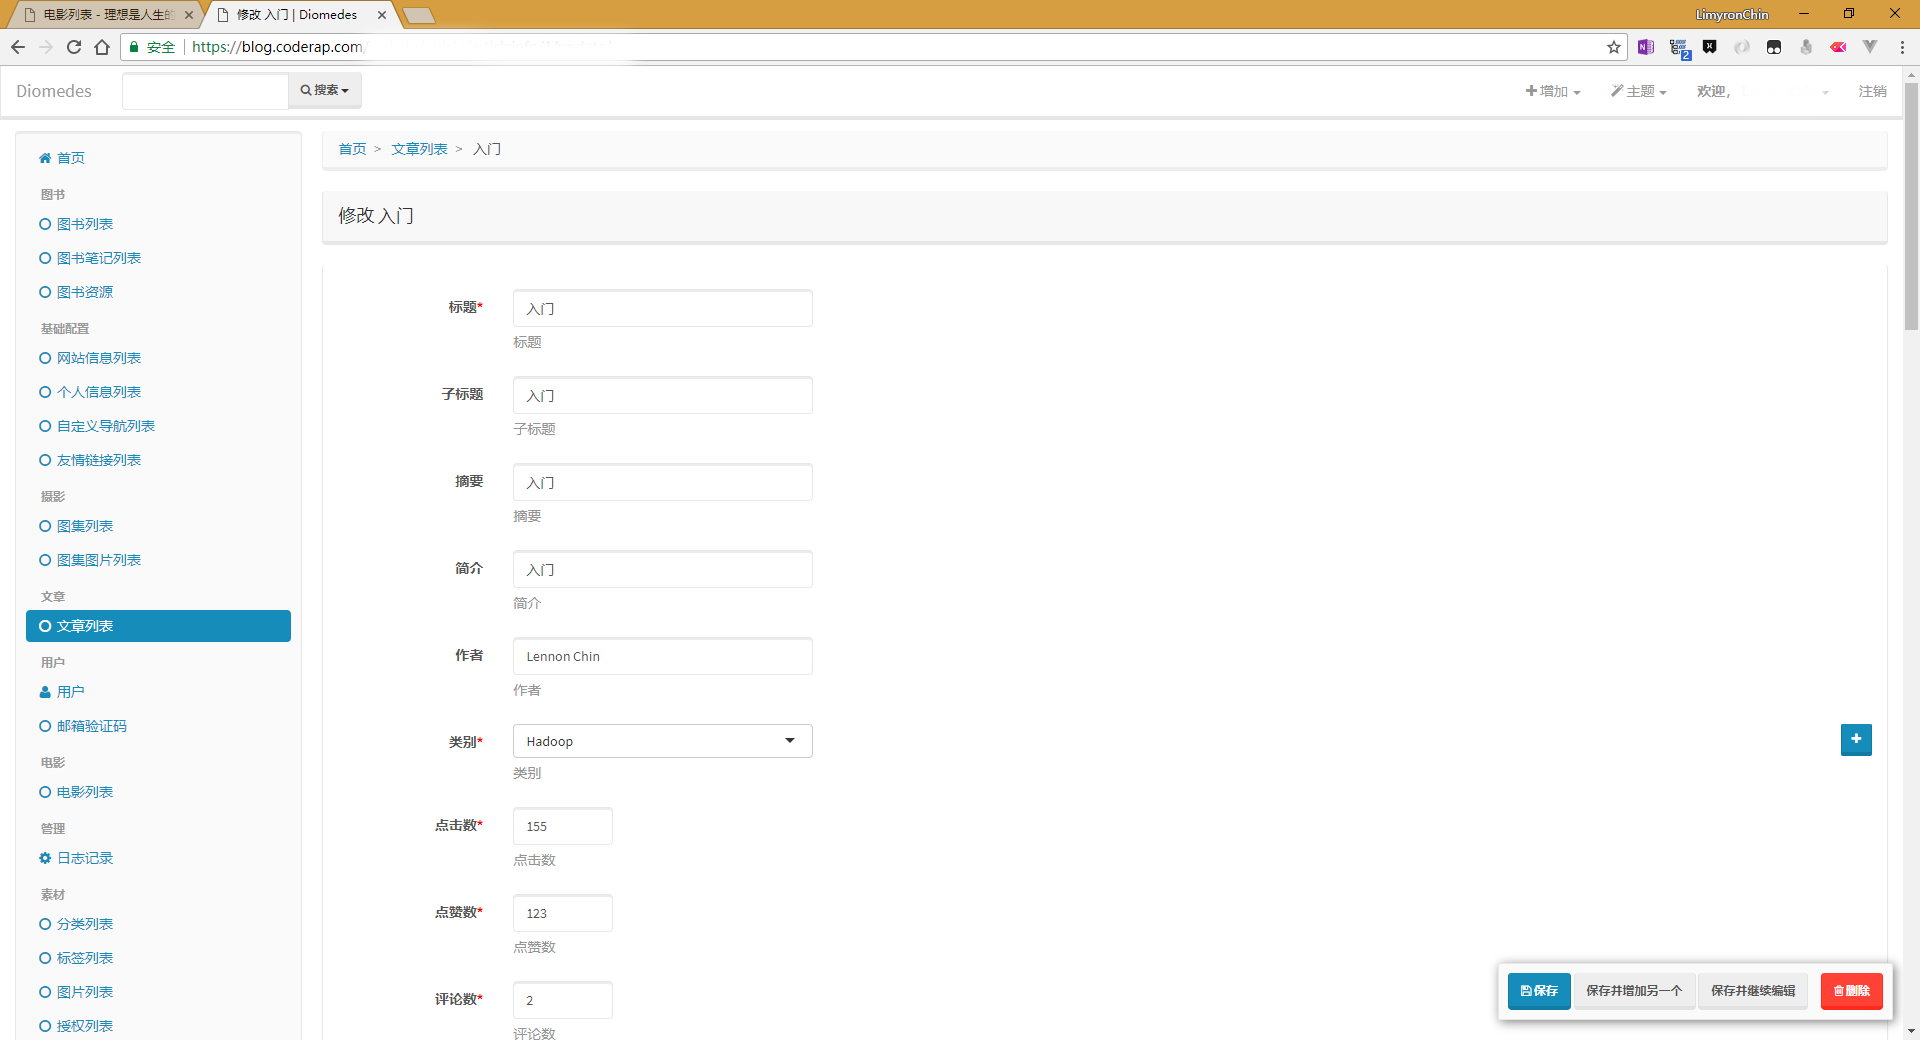 电影列表 - 理想是人生的
修改 入门 | Diomedes
LimyronChin
安全
https://blog.coderap.com/
2
Diomedes
搜索
增加
主题
欢迎，
注销
首页
图书
图书列表
图书笔记列表
图书资源
基础配置
网站信息列表
个人信息列表
自定义导航列表
友情链接列表
摄影
图集列表
图集图片列表
文章
文章列表
用户
用户
邮箱验证码
电影
电影列表
管理
日志记录
素材
分类列表
标签列表
图片列表
授权列表
首页 > 文章列表 > 入门
修改 入门
标题* 入门
标题
子标题 入门
子标题
摘要 入门
摘要
简介 入门
简介
作者 Lennon Chin
作者
类别* Hadoop
类别
点击数* 155
点击数
点赞数* 123
点赞数
评论数* 2
评论数
保存
保存并增加另一个
保存并继续编辑
删除